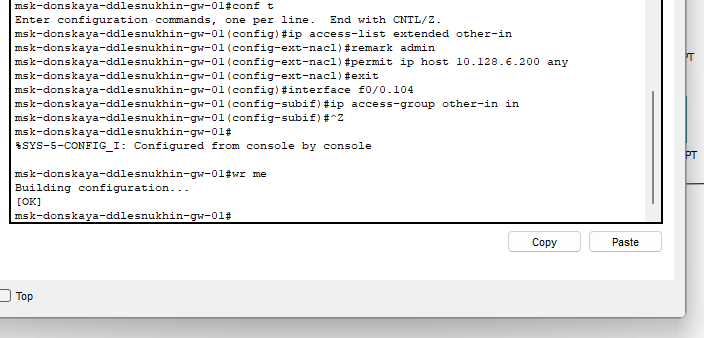 msk-donskaya-ddlesnukhin-gw-01#conf t
Enter configuration commands, one per line.  End with CNTL/Z.
msk-donskaya-ddlesnukhin-gw-01(config)#ip access-list extended other-in
msk-donskaya-ddlesnukhin-gw-01(config-ext-nacl)#remark admin
msk-donskaya-ddlesnukhin-gw-01(config-ext-nacl)#permit ip host 10.128.6.200 any
msk-donskaya-ddlesnukhin-gw-01(config-ext-nacl)#exit
msk-donskaya-ddlesnukhin-gw-01(config)#interface f0/0.104
msk-donskaya-ddlesnukhin-gw-01(config-subif)#ip access-group other-in in
msk-donskaya-ddlesnukhin-gw-01(config-subif)#^Z
msk-donskaya-ddlesnukhin-gw-01#
%SYS-5-CONFIG_I: Configured from console by console
msk-donskaya-ddlesnukhin-gw-01#wr me
Building configuration...
[OK]
msk-donskaya-ddlesnukhin-gw-01#
Copy
Paste
Top
PT
PT